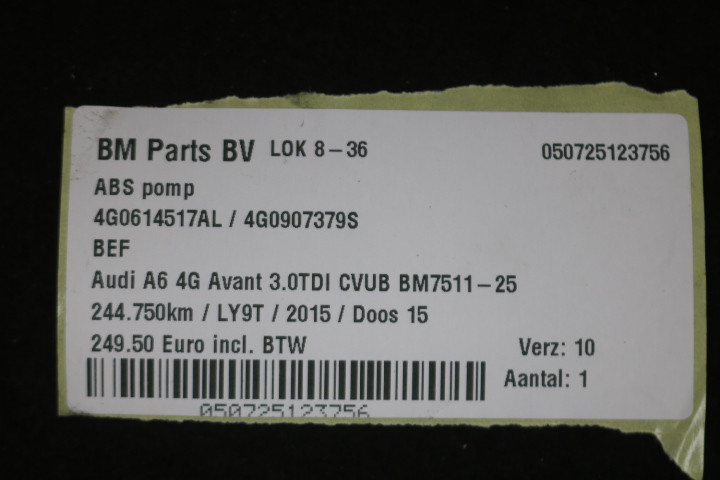 BM Parts BV LOK 8-36 050725123756
ABS pomp
4G0614517AL / 4G0907379S
BEF
Audi A6 4G Avant 3.0TDI CVUB BM7511-25
244.750km / LY9T / 2015 / Doos 15
249.50 Euro incl. BTW Verz: 10
Aantal: 1
050725123756